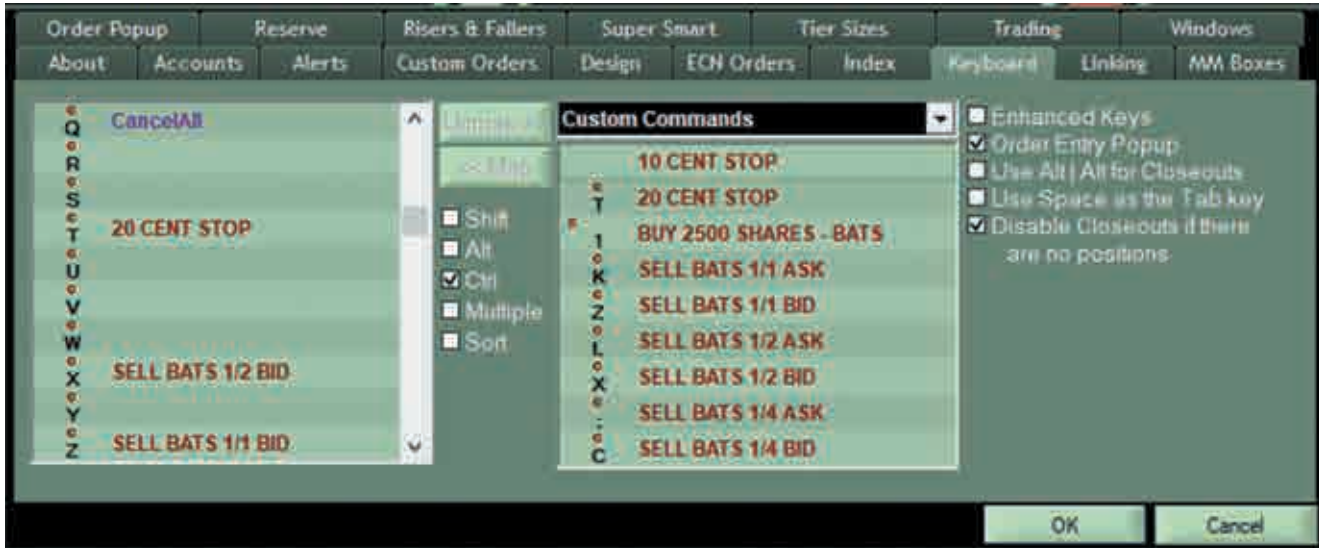 Order Popup Reserve Risers & Fallers Super Smart Tier Sizes Trading Windows
About Accounts Alerts Custom Orders Design ECN Orders Index Keyboard Linking MM Boxes
c Q CancelAll
c R
c S
c T 20 CENT STOP
c U
c V
c W
c X SELL BATS 1/2 BID
c Y
c Z SELL BATS 1/1 BID
<< Map
Shift
Alt
Ctrl
Multiple
Sort
Custom Commands
10 CENT STOP
c T 20 CENT STOP
s 1 BUY 2500 SHARES - BATS
c K SELL BATS 1/1 ASK
c Z SELL BATS 1/1 BID
c L SELL BATS 1/2 ASK
c X SELL BATS 1/2 BID
c SELL BATS 1/4 ASK
c C SELL BATS 1/4 BID
Enhanced Keys
Order Entry Popup
Use Alt | Alt for Closeouts
Use Space as the Tab key
Disable Closeouts if there
are no positions
OK Cancel